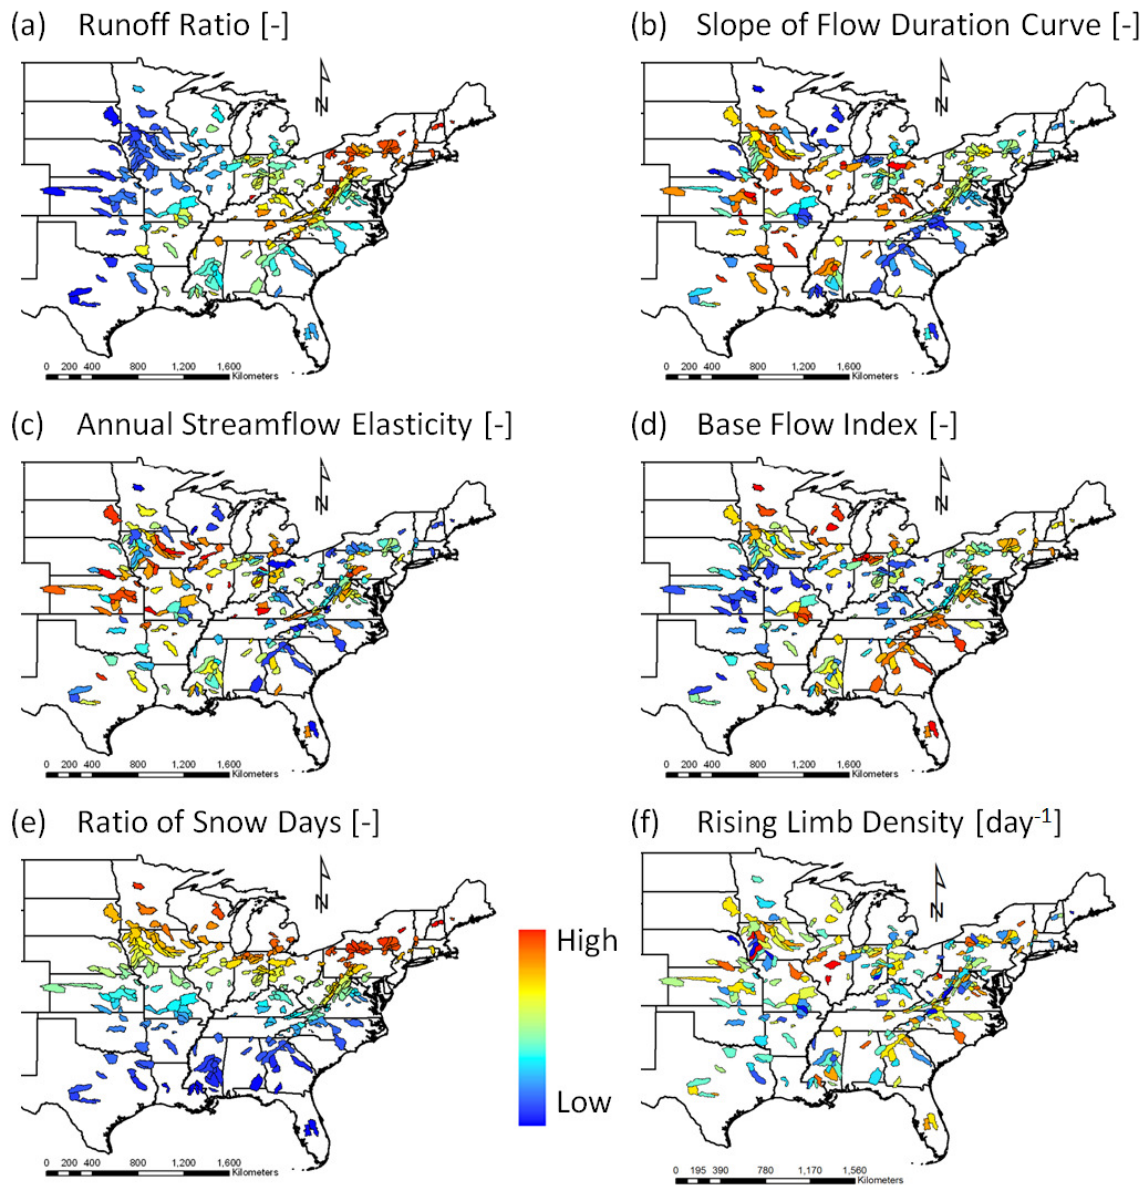 (a) Runoff Ratio [-]
(b) Slope of Flow Duration Curve [-]
N
N
0 200 400 800 1,200 1,600
Kilometers
0 200 400 800 1,200 1,600
Kilometers
(c) Annual Streamflow Elasticity [-]
(d) Base Flow Index [-]
N
N
0 200 400 800 1,200 1,600
Kilometers
0 200 400 800 1,200 1,600
Kilometers
(e) Ratio of Snow Days [-]
(f) Rising Limb Density [day-1]
N
N
High
Low
0 200 400 800 1,200 1,600
Kilometers
0 195 390 780 1,170 1,560
Kilometers